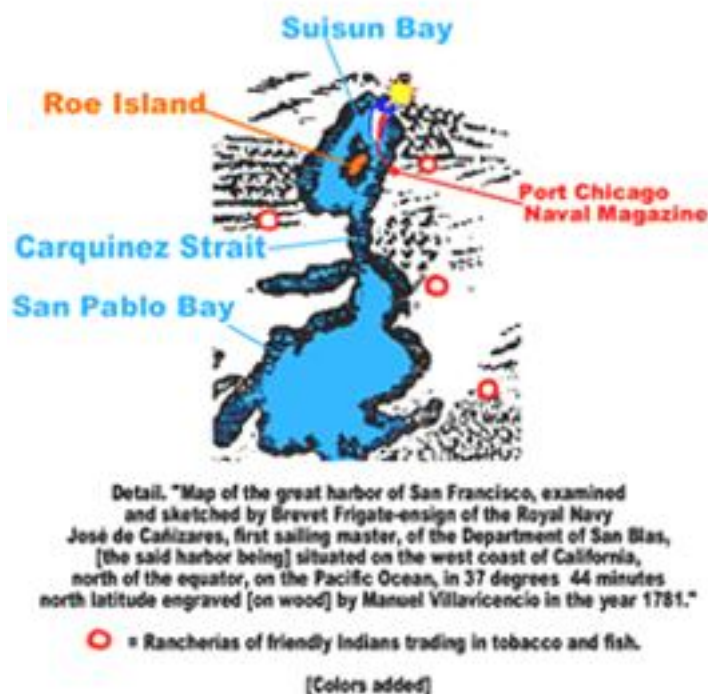 Suisun Bay
Roe Island
Port Chicago
Naval Magazine
Carquinez Strait
San Pablo Bay
Detail. "Map of the great harbor of San Francisco, examined
and sketched by Brevet Frigate-ensign of the Royal Navy
José de Cañizares, first sailing master, of the Department of San Blas,
[the said harbor being] situated on the west coast of California,
north of the equator, on the Pacific Ocean, in 37 degrees 44 minutes
north latitude engraved [on wood] by Manuel Villavicencio in the year 1781."
= Rancherias of friendly Indians trading in tobacco and fish.
[Colors added]